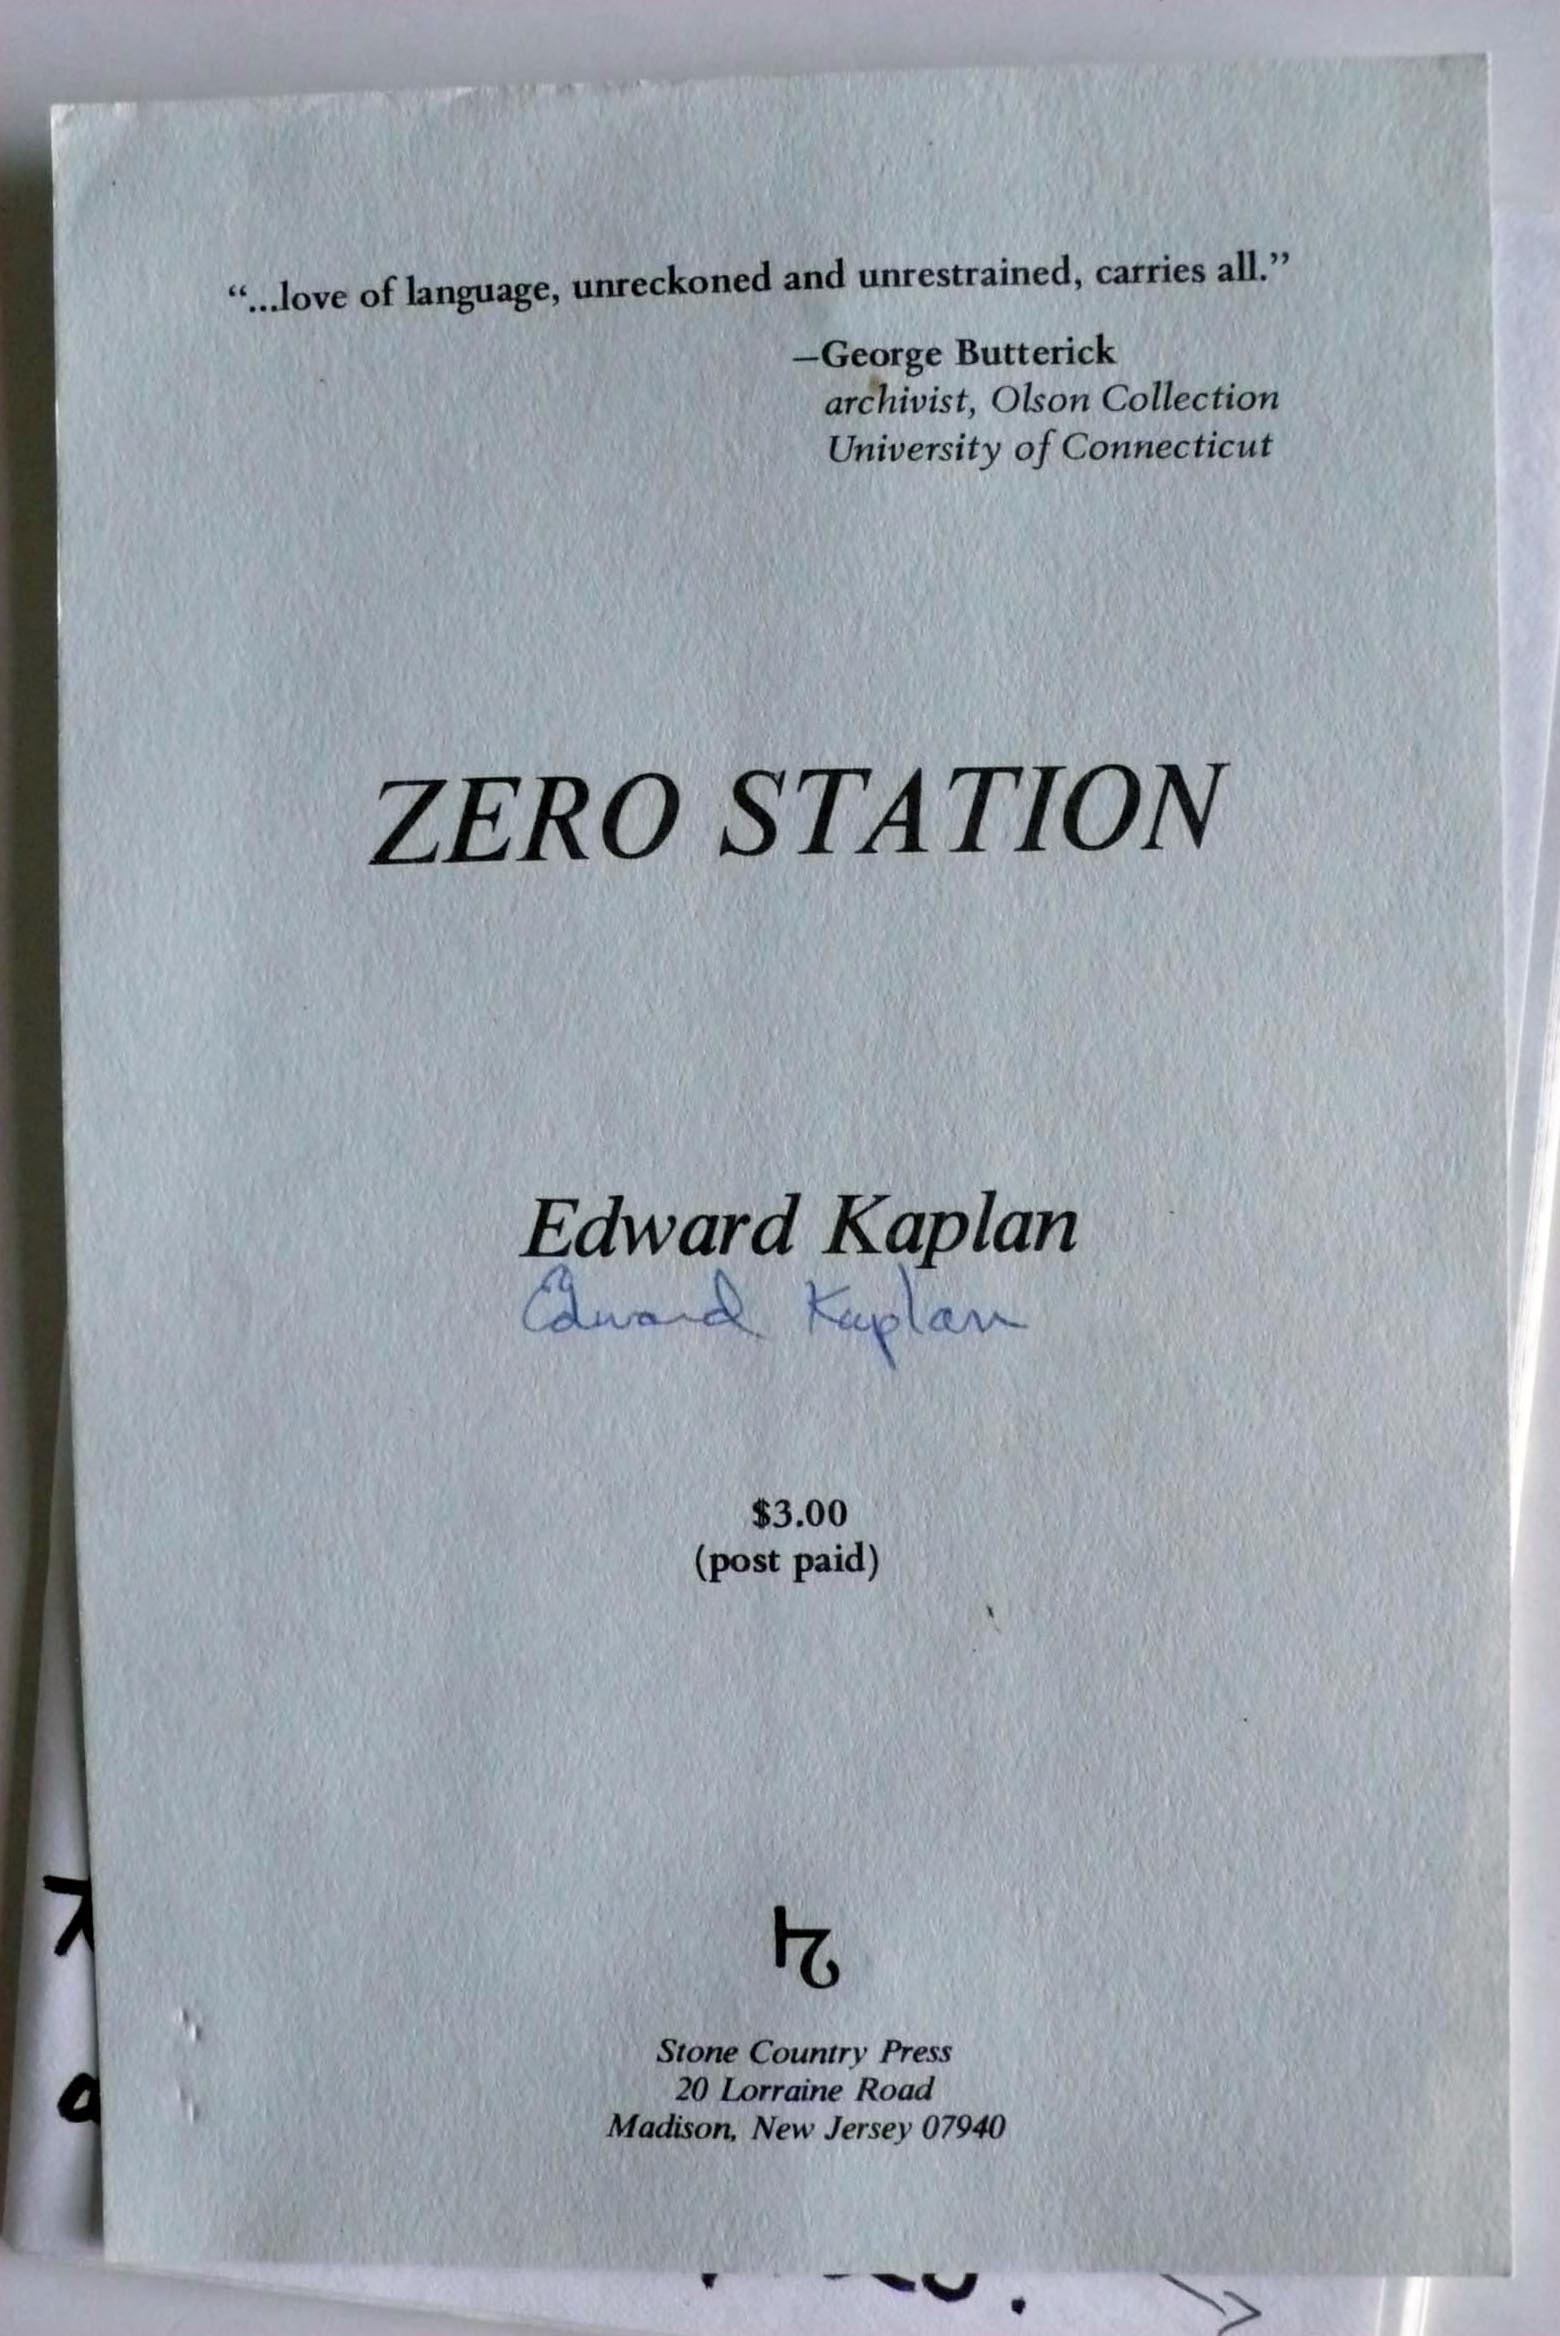 “...love of language, unreckoned and unrestrained, carries all.”
—George Butterick
archivist, Olson Collection
University of Connecticut
ZERO STATION
Edward Kaplan
Edward Kaplan
$3.00
(post paid)
Stone Country Press
20 Lorraine Road
Madison, New Jersey 07940